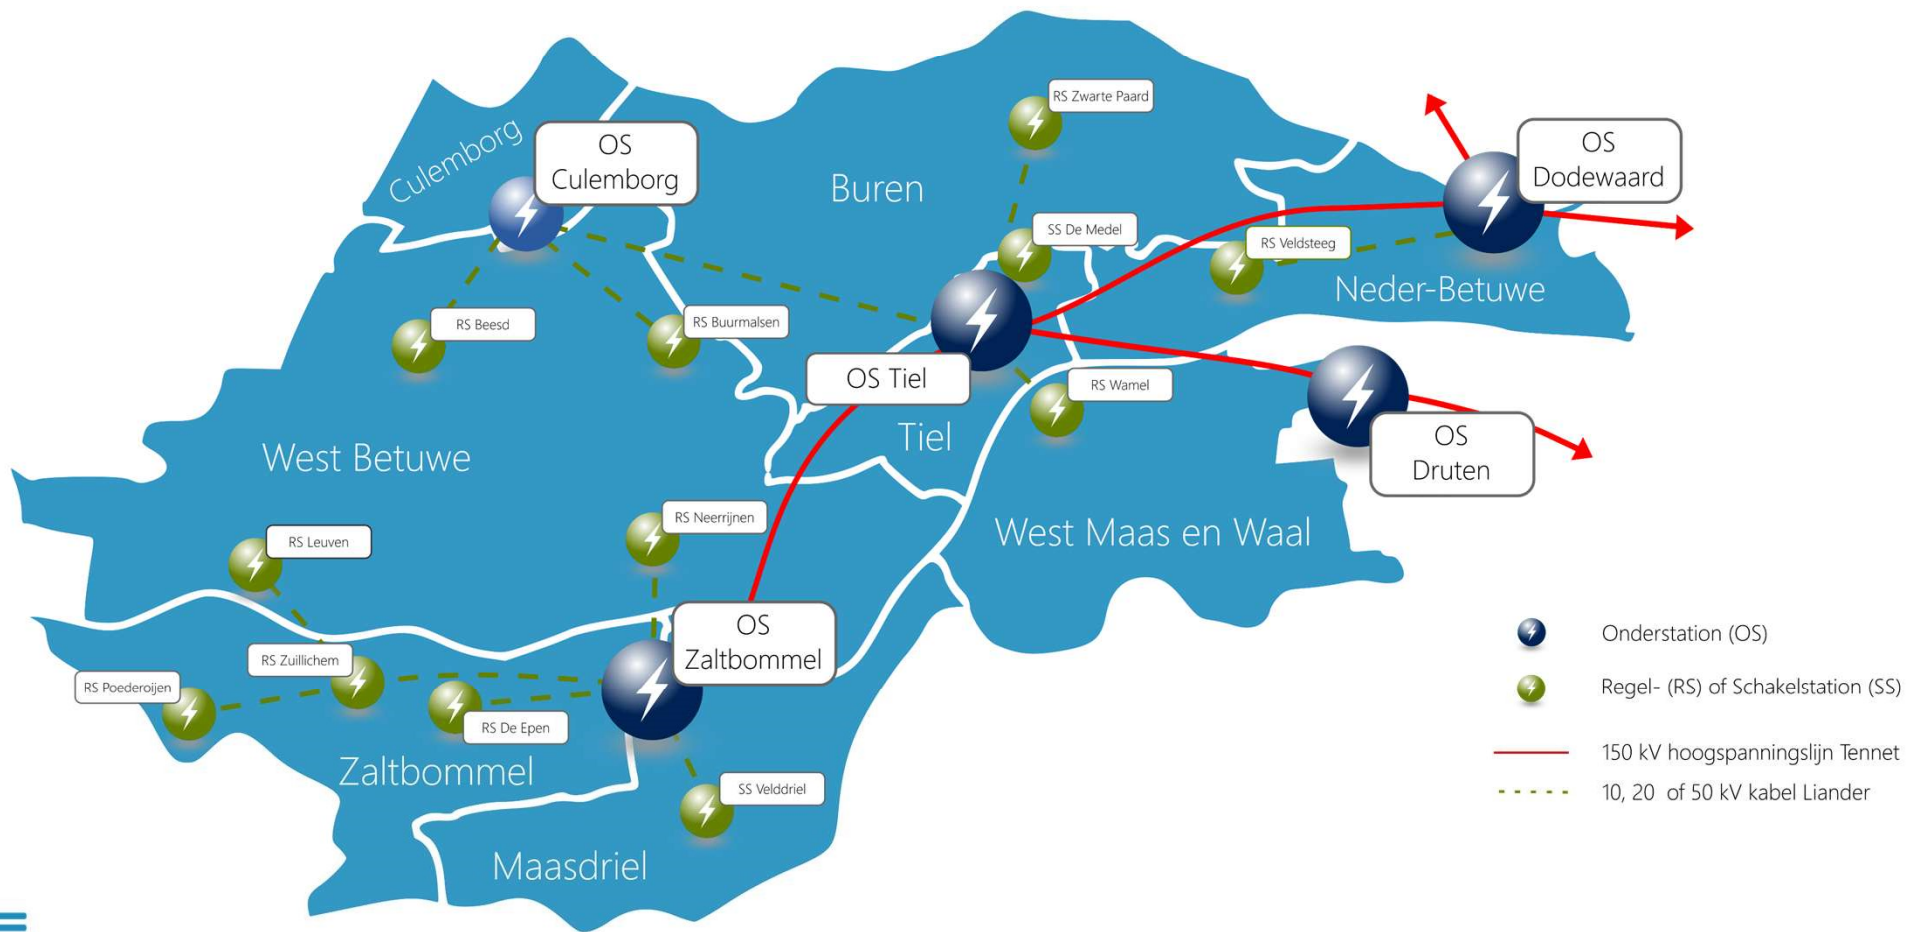 RS Zwarte Paard
OS
Culemborg
Culemborg
OS
Dodewaard
Buren
SS De Medel
RS Veldsteeg
Neder-Betuwe
RS Beesd
RS Buurmalsen
OS Tiel
RS Wamel
Tiel
OS
Druten
West Betuwe
RS Neerrijnen
West Maas en Waal
RS Leuven
OS
Zaltbommel
RS Zuillichem
RS Poederoijen
RS De Epen
Zaltbommel
SS Velddriel
Maasdriel
Onderstation (OS)
Regel- (RS) of Schakelstation (SS)
150 kV hoogspanningslijn Tennet
10, 20 of 50 kV kabel Liander